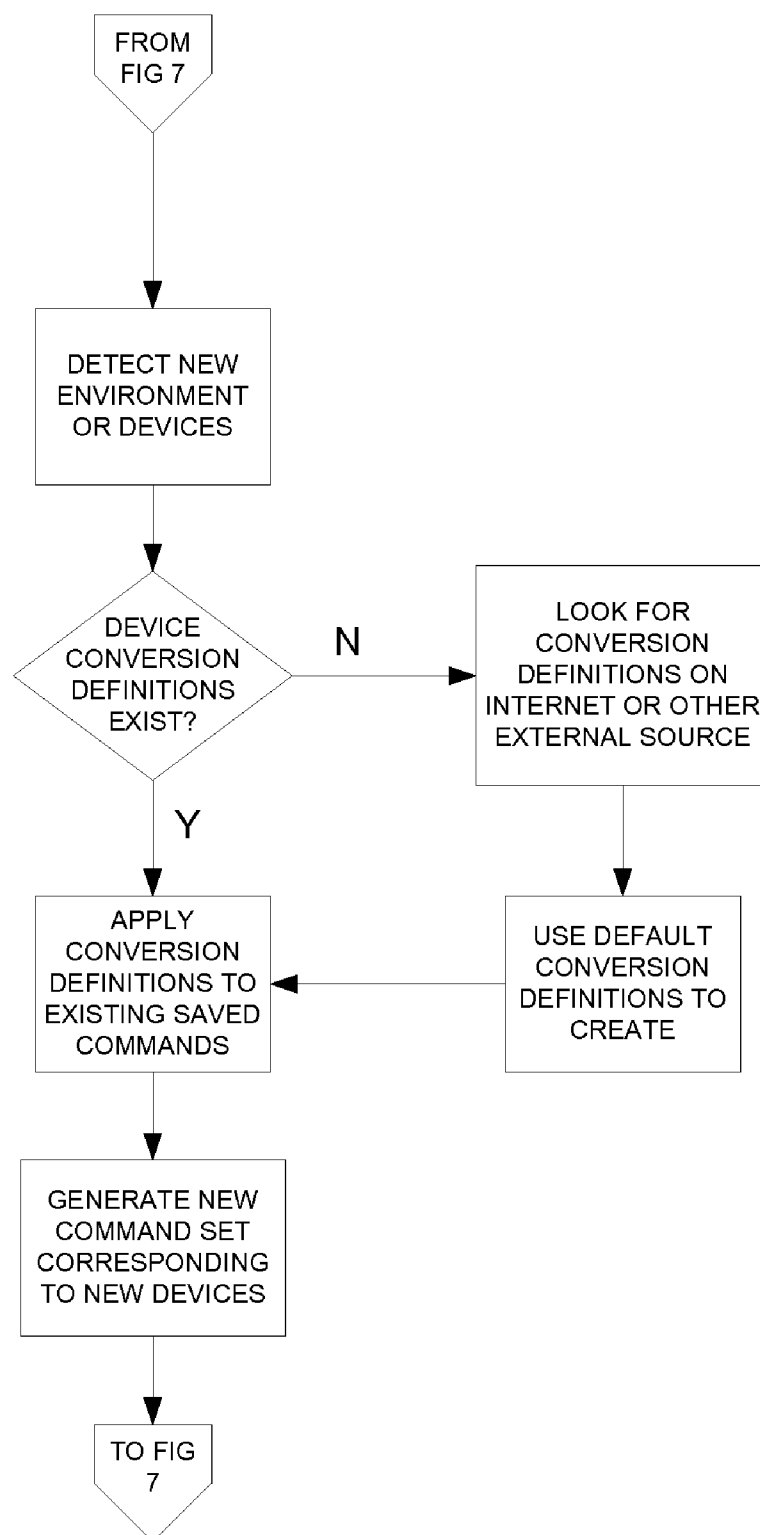 FROM
FIG 7
DETECT NEW
ENVIRONMENT
OR DEVICES
DEVICE
CONVERSION
DEFINITIONS
EXIST?
N
LOOK FOR
CONVERSION
DEFINITIONS ON
INTERNET OR OTHER
EXTERNAL SOURCE
Y
APPLY
CONVERSION
DEFINITIONS TO
EXISTING SAVED
COMMANDS
USE DEFAULT
CONVERSION
DEFINITIONS TO
CREATE
GENERATE NEW
COMMAND SET
CORRESPONDING
TO NEW DEVICES
TO FIG
7